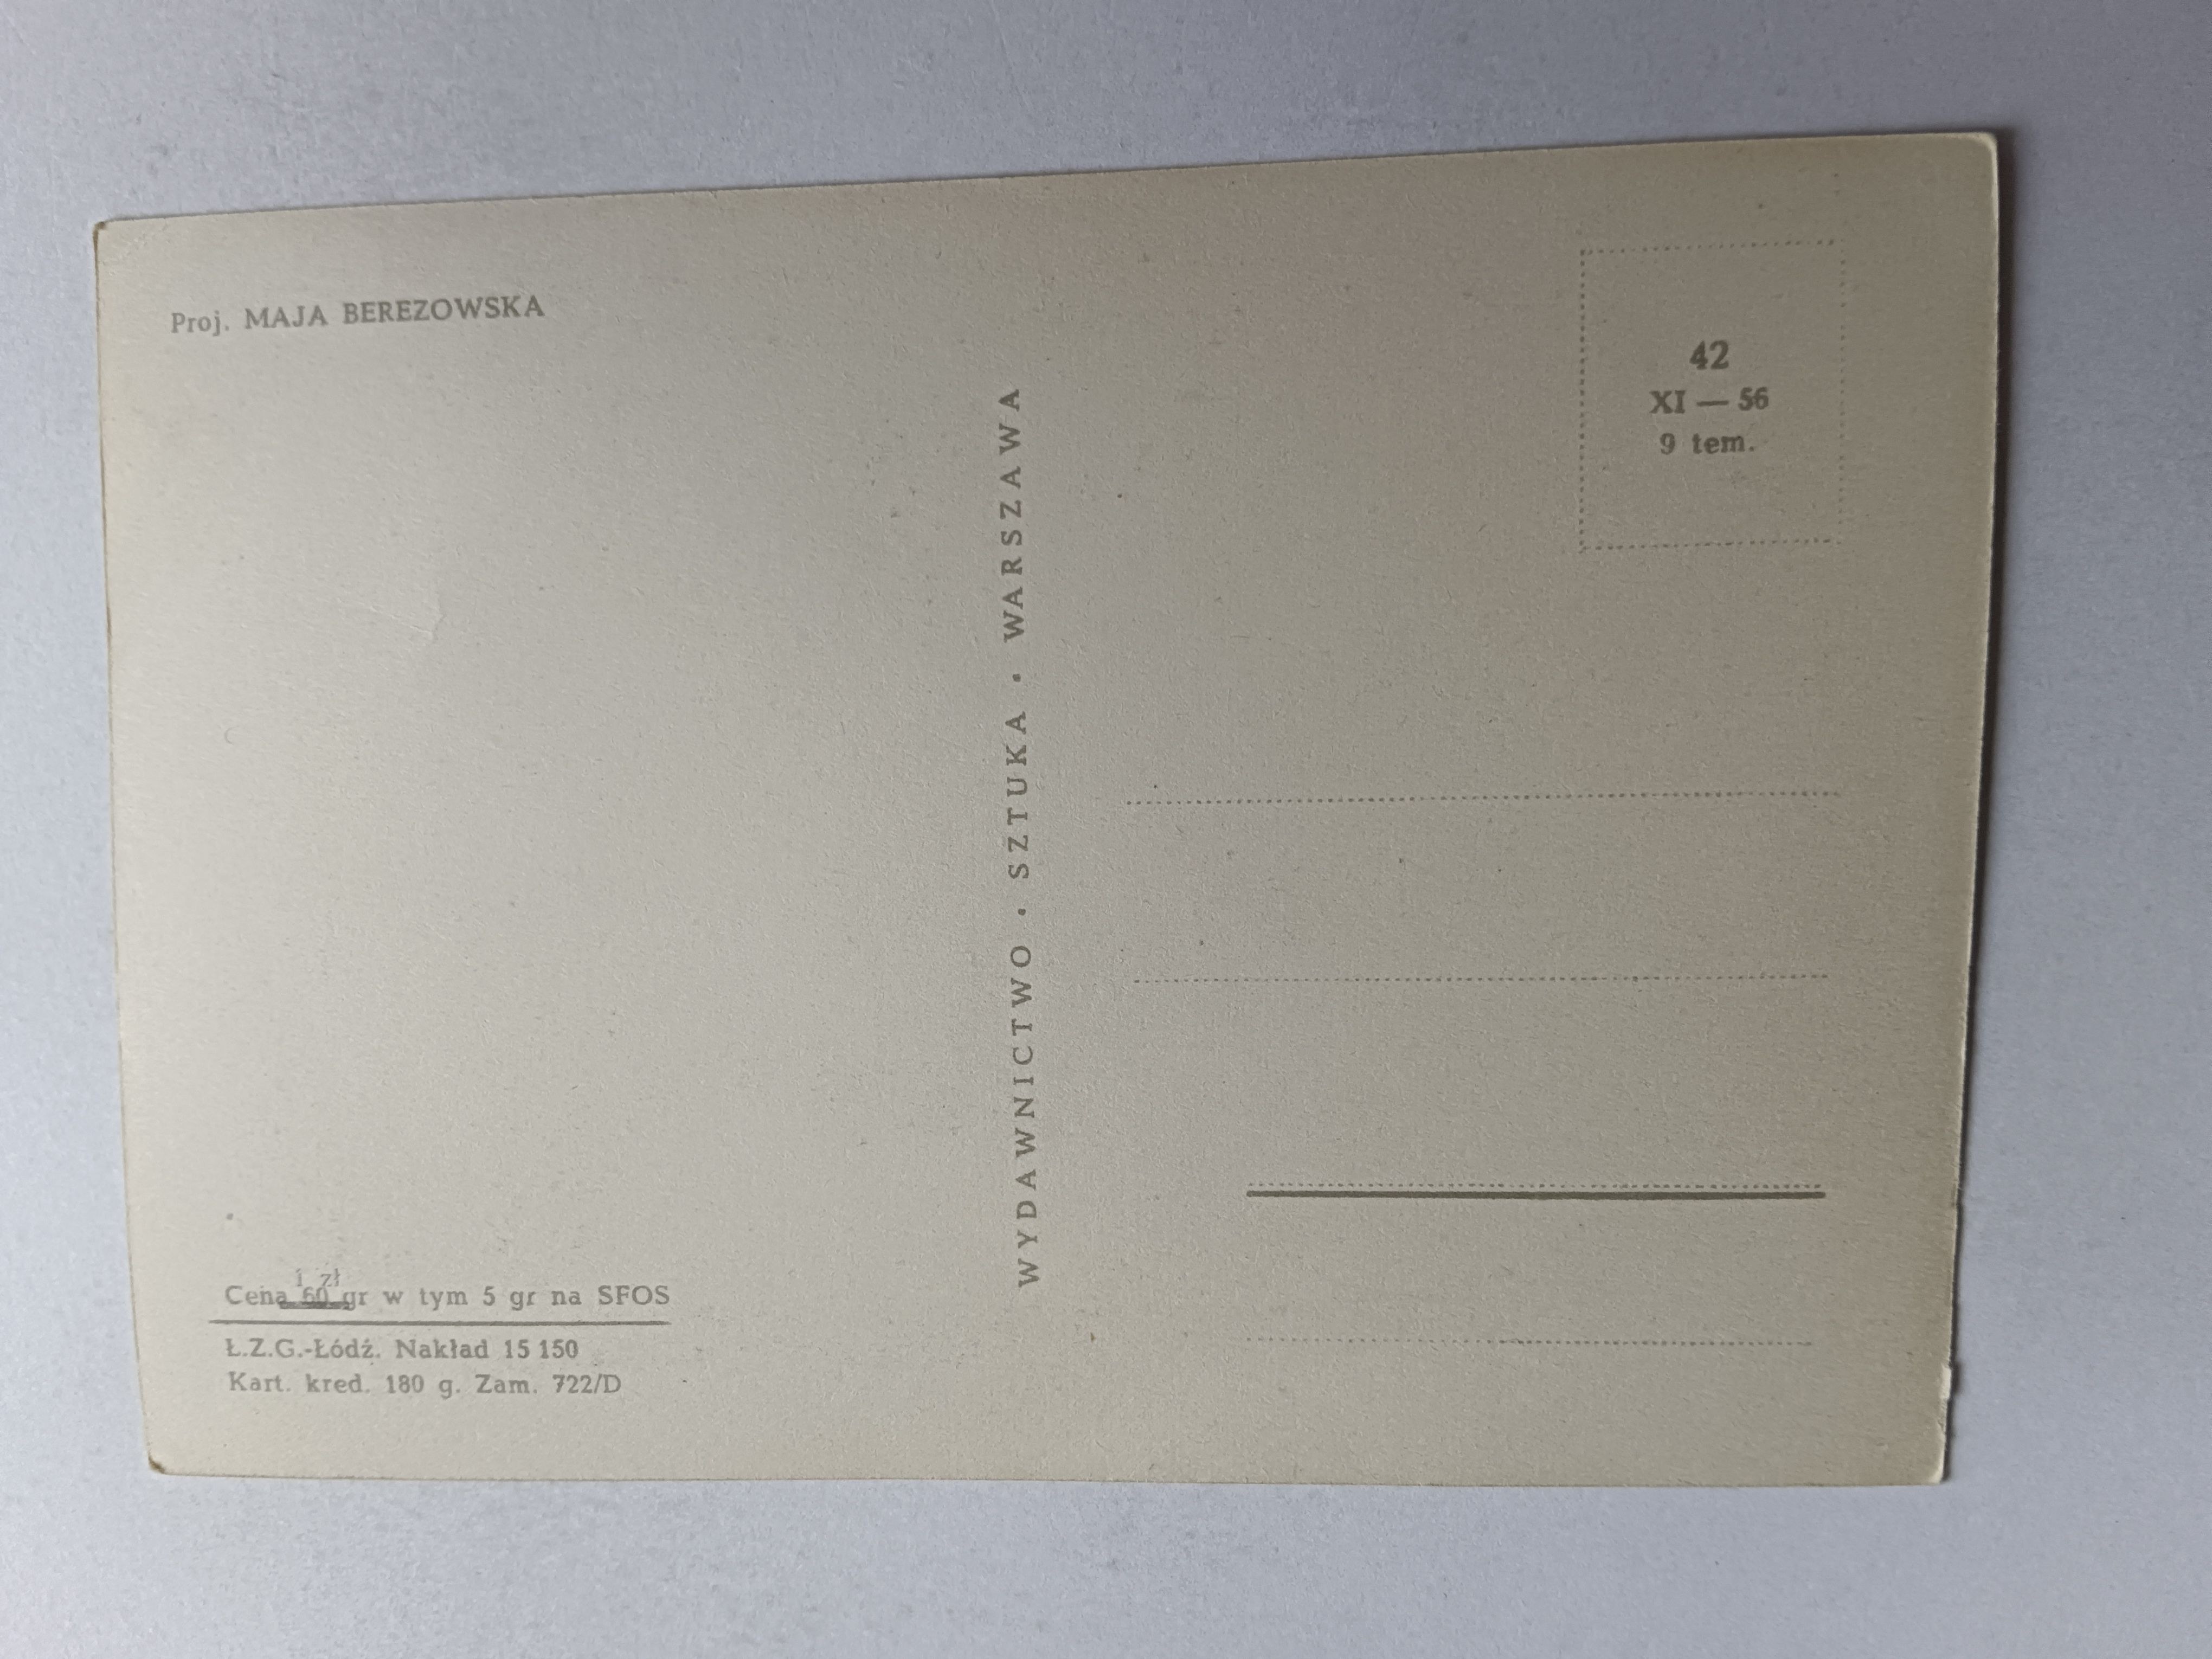 Proj. MAJA BEREZOWSKA
42
XI — 56
9 tem.
WYDAWNICTWO · SZTUKA · WARSZAWA
1 zł
Cena 60 gr w tym 5 gr na SFOS
Ł.Z.G.-Łódź. Nakład 15 150
Kart. kred. 180 g. Zam. 722/D